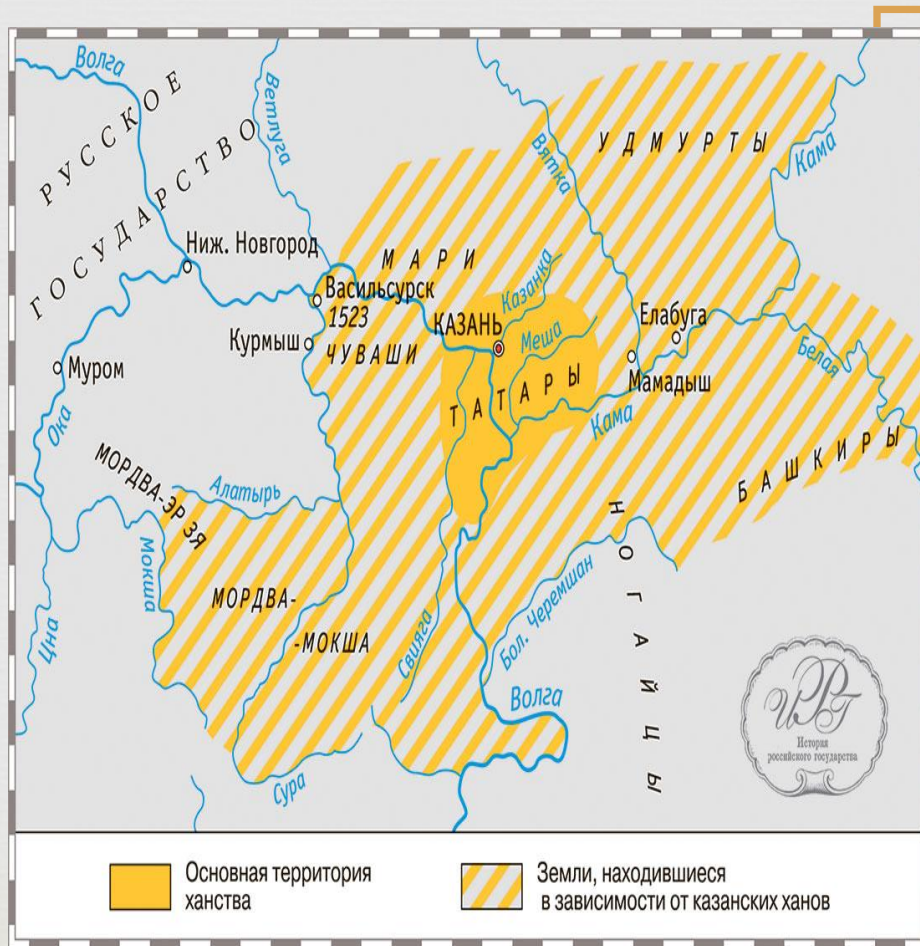 Волга
РУССКОЕ
ГОСУДАРСТВО
Ветлуга
Вятка
УДМУРТЫ
Кама
Ниж. Новгород
МАРИ
Васильсурск
1523
Казанка
КАЗАНЬ
Меша
Елабуга
Курмыш
ЧУВАШИ
Муром
Мамадыш
Белая
ТАТАРЫ
Кама
Ока
БАШКИРЫ
МОРДВА-ЭРЗЯ
Алатырь
НОГАЙЦЫ
Мокша
МОРДВА-
-МОКША
Свияга
Бол. Черемшан
Цна
Волга
Сура
ИРГ
История
российского государства
Основная территория
ханства
Земли, находившиеся
в зависимости от казанских ханов